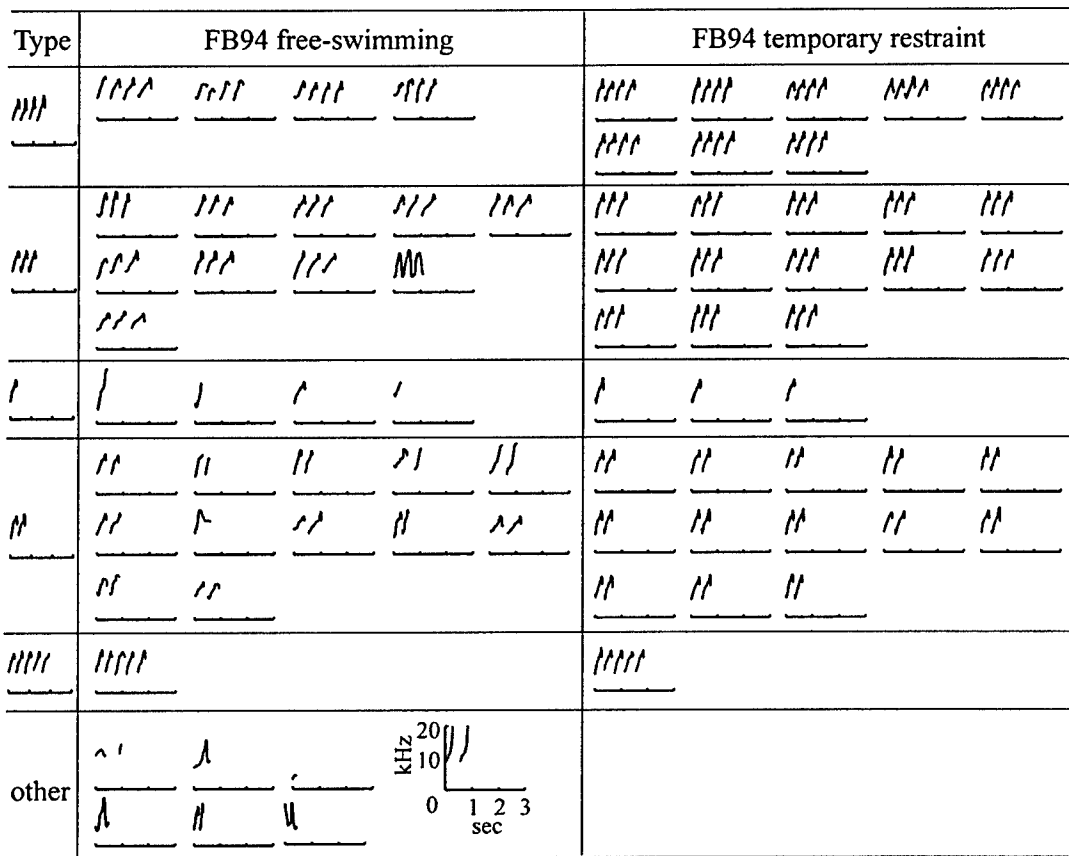 Type FB94 free-swimming FB94 temporary restraint
other
kHz
20
10
0 1 2 3
sec